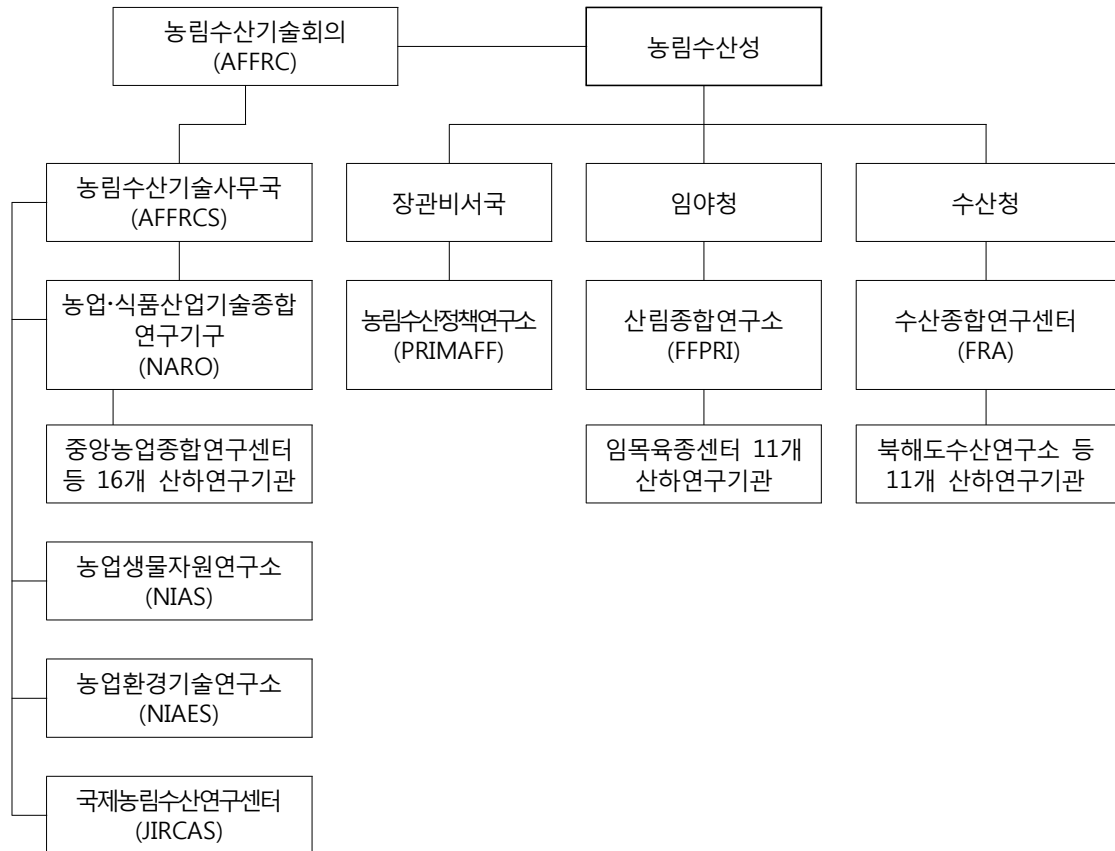 농림수산기술회의
(AFFRC)
농림수산성
농림수산기술사무국
(AFFRCS)
장관비서국
임야청
수산청
농업·식품산업기술종합
연구기구
(NARO)
농림수산정책연구소
(PRIMAFF)
산림종합연구소
(FFPRI)
수산종합연구센터
(FRA)
중앙농업종합연구센터
등 16개 산하연구기관
임목육종센터 11개
산하연구기관
북해도수산연구소 등
11개 산하연구기관
농업생물자원연구소
(NIAS)
농업환경기술연구소
(NIAES)
국제농림수산연구센터
(JIRCAS)